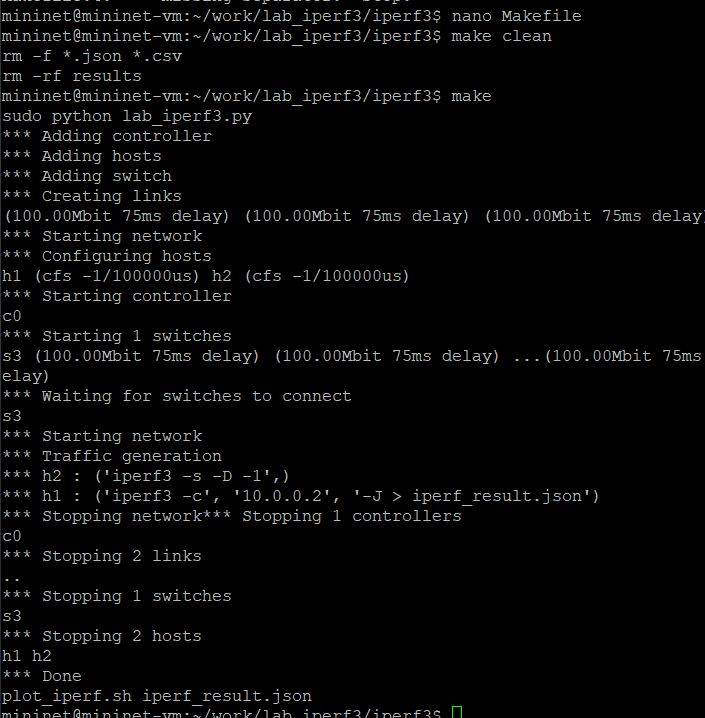 mininet@mininet-vm:~/work/lab_iperf3/iperf3$ nano Makefile
mininet@mininet-vm:~/work/lab_iperf3/iperf3$ make clean
rm -f *.json *.csv
rm -rf results
mininet@mininet-vm:~/work/lab_iperf3/iperf3$ make
sudo python lab_iperf3.py
*** Adding controller
*** Adding hosts
*** Adding switch
*** Creating links
(100.00Mbit 75ms delay) (100.00Mbit 75ms delay) (100.00Mbit 75ms delay)
*** Starting network
*** Configuring hosts
h1 (cfs -1/100000us) h2 (cfs -1/100000us)
*** Starting controller
c0
*** Starting 1 switches
s3 (100.00Mbit 75ms delay) (100.00Mbit 75ms delay) ...(100.00Mbit 75ms
elay)
*** Waiting for switches to connect
s3
*** Starting network
*** Traffic generation
*** h2 : ('iperf3 -s -D -1',)
*** h1 : ('iperf3 -c', '10.0.0.2', '-J > iperf_result.json')
*** Stopping network*** Stopping 1 controllers
c0
*** Stopping 2 links
..
*** Stopping 1 switches
s3
*** Stopping 2 hosts
h1 h2
*** Done
plot_iperf.sh iperf_result.json
mininet@mininet-vm:~/work/lab_iperf3/iperf3$